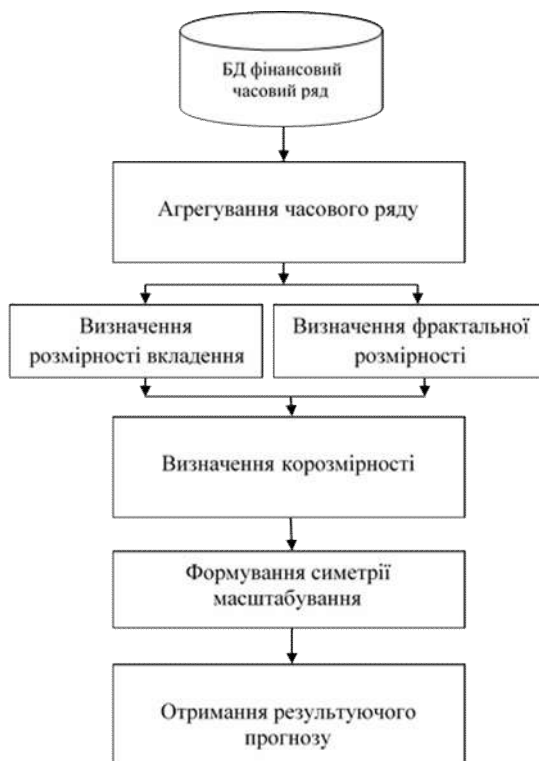 БД фінансовий
часовий ряд
Агрегування часового ряду
Визначення
розмірності вкладення
Визначення фрактальної
розмірності
Визначення корозмірності
Формування симетрії
масштабування
Отримання результуючого
прогнозу